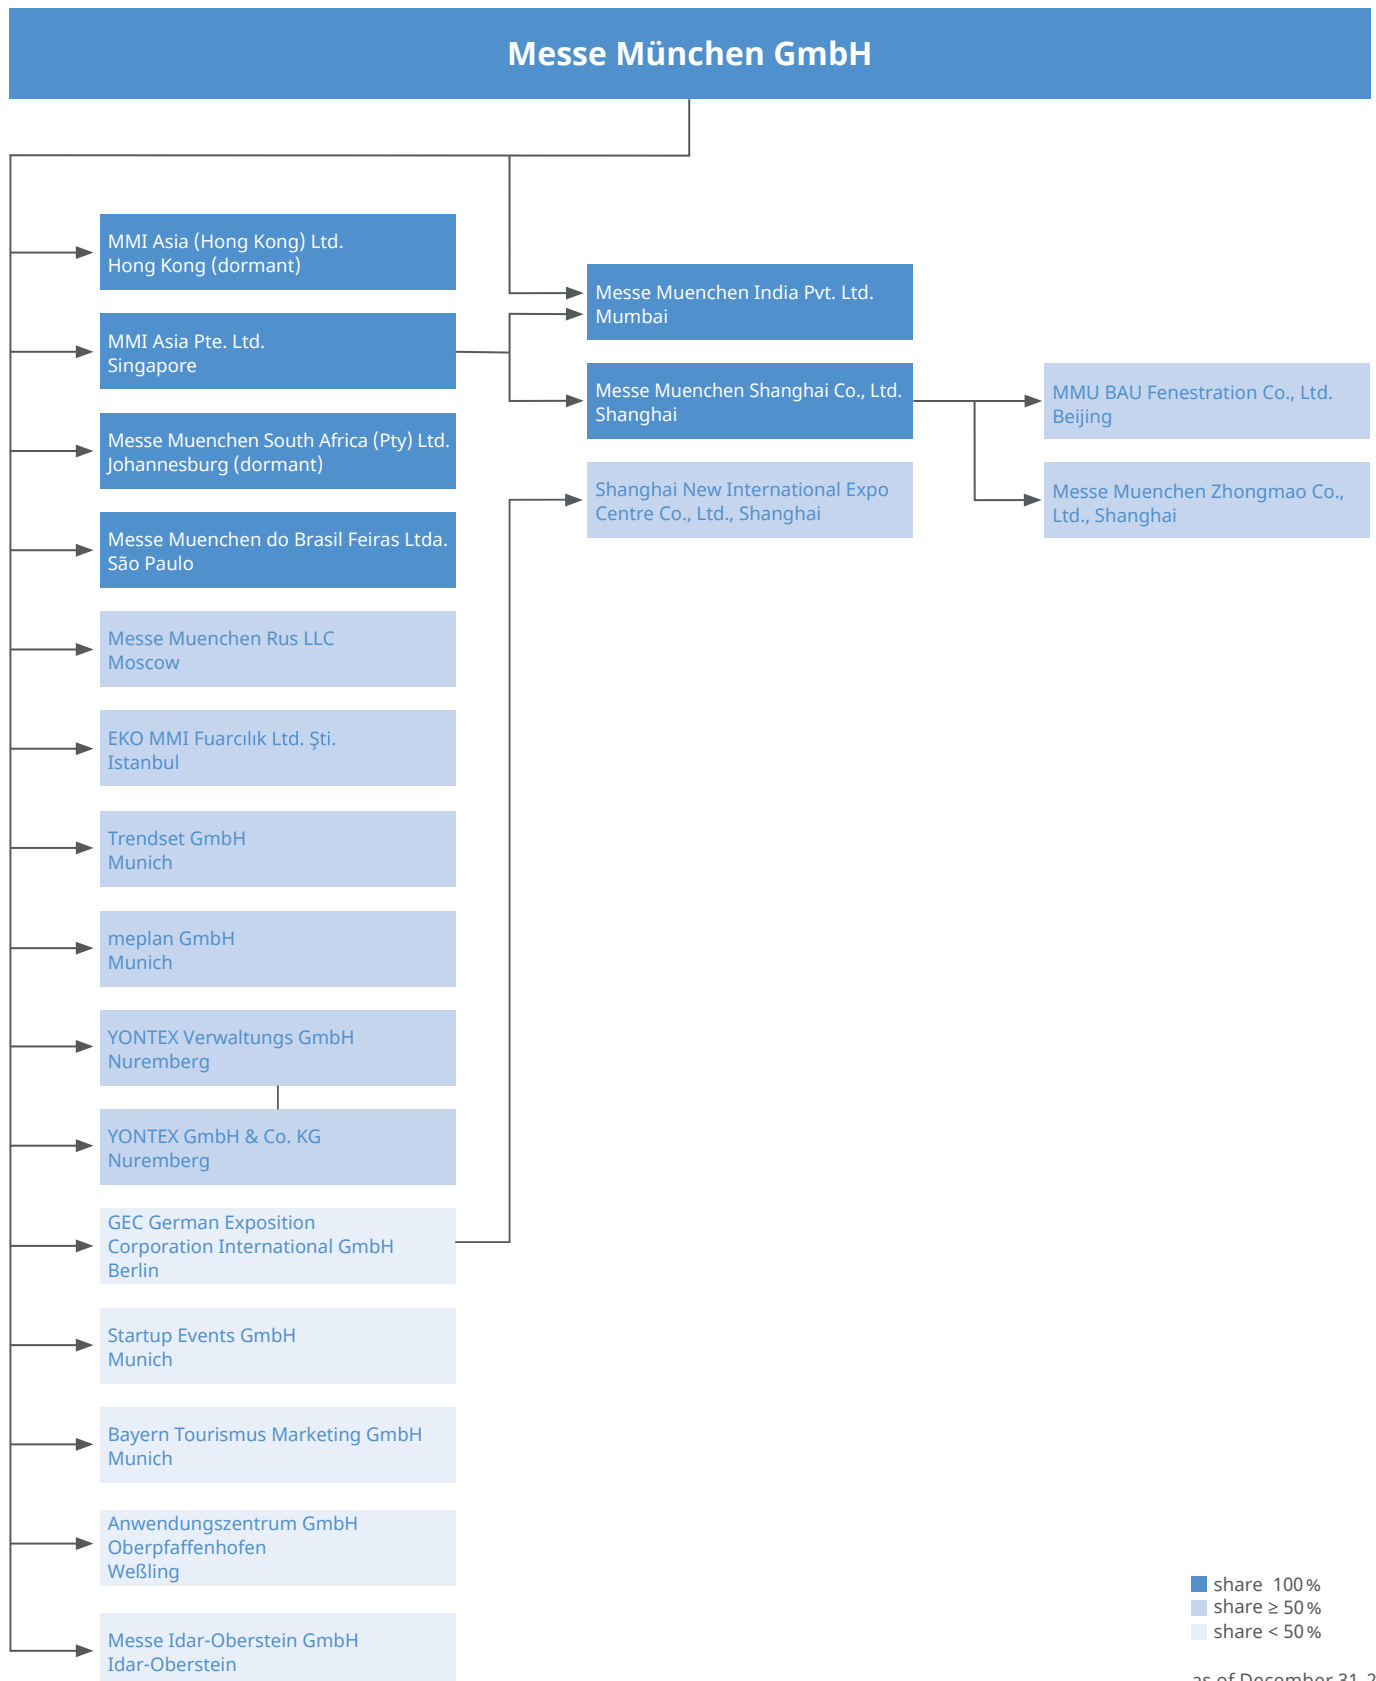 Messe München GmbH
MMI Asia (Hong Kong) Ltd.
Hong Kong (dormant)
MMI Asia Pte. Ltd.
Singapore
Messe Muenchen South Africa (Pty) Ltd.
Johannesburg (dormant)
Messe Muenchen do Brasil Feiras Ltda.
São Paulo
Messe Muenchen Rus LLC
Moscow
EKO MMI Fuarcılık Ltd. Şti.
Istanbul
Trendset GmbH
Munich
meplan GmbH
Munich
YONTEX Verwaltungs GmbH
Nuremberg
YONTEX GmbH & Co. KG
Nuremberg
GEC German Exposition
Corporation International GmbH
Berlin
Startup Events GmbH
Munich
Bayern Tourismus Marketing GmbH
Munich
Anwendungszentrum GmbH
Oberpfaffenhofen
Weßling
Messe Idar-Oberstein GmbH
Idar-Oberstein
Messe Muenchen India Pvt. Ltd.
Mumbai
Messe Muenchen Shanghai Co., Ltd.
Shanghai
Shanghai New International Expo
Centre Co., Ltd., Shanghai
MMU BAU Fenestration Co., Ltd.
Beijing
Messe Muenchen Zhongmao Co.,
Ltd., Shanghai
share 100 %
share ≥ 50 %
share < 50 %
as of December 31,